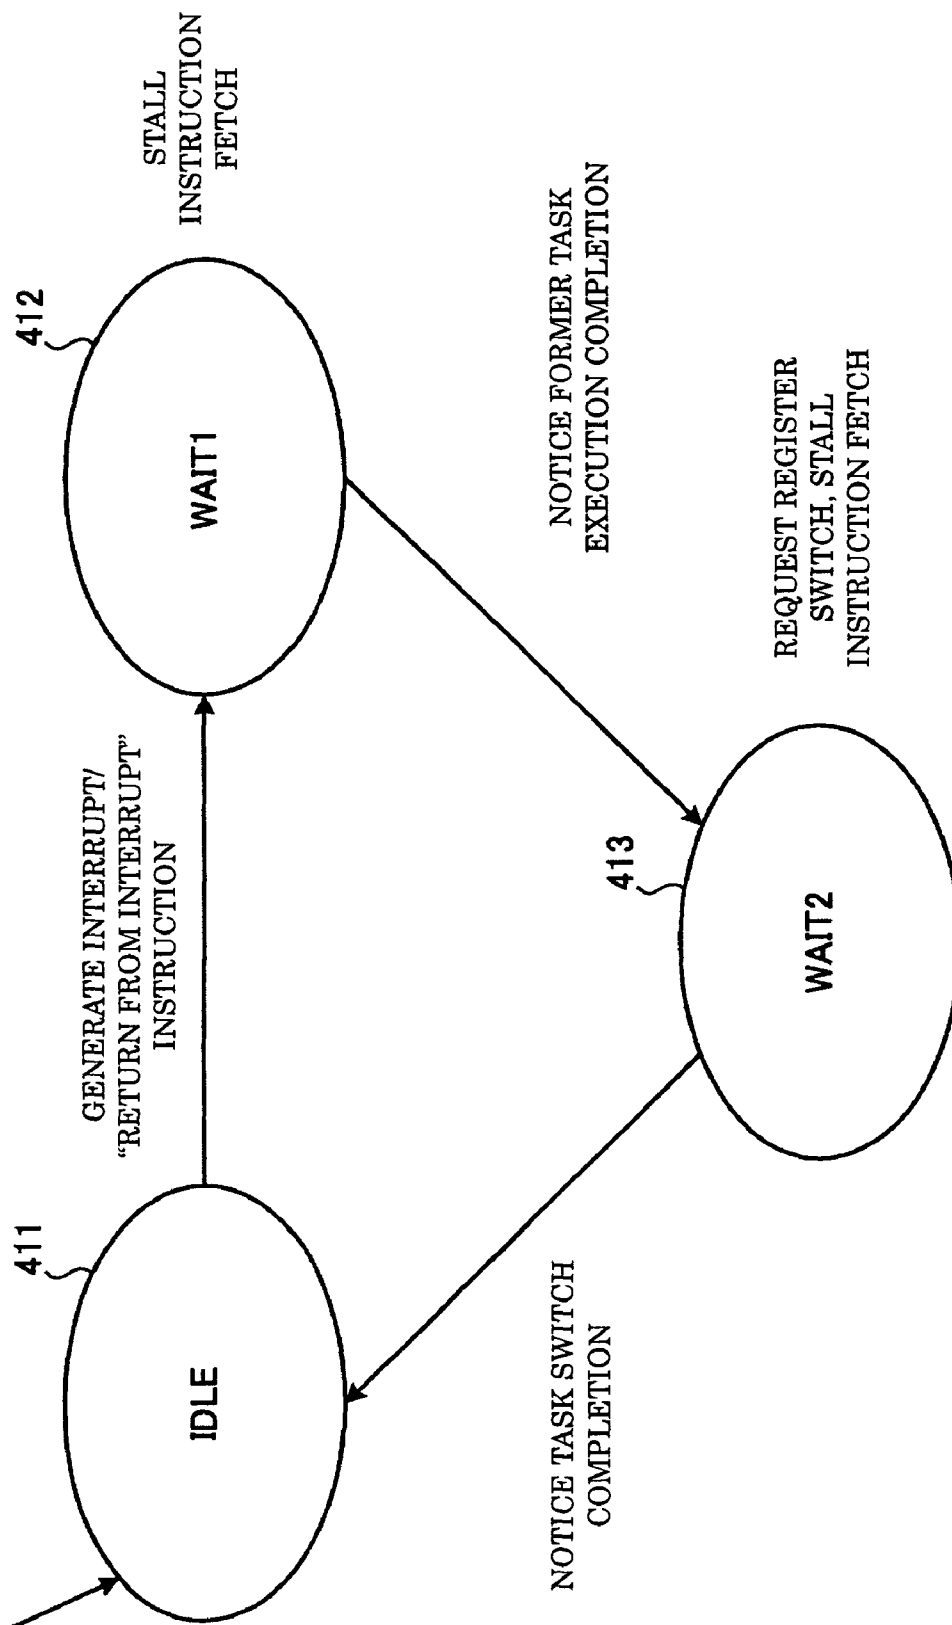 411
IDLE
GENERATE INTERRUPT/
“RETURN FROM INTERRUPT”
INSTRUCTION
412
WAIT1
STALL
INSTRUCTION
FETCH
NOTICE FORMER TASK
EXECUTION COMPLETION
NOTICE TASK SWITCH
COMPLETION
413
WAIT2
REQUEST REGISTER
SWITCH, STALL
INSTRUCTION FETCH